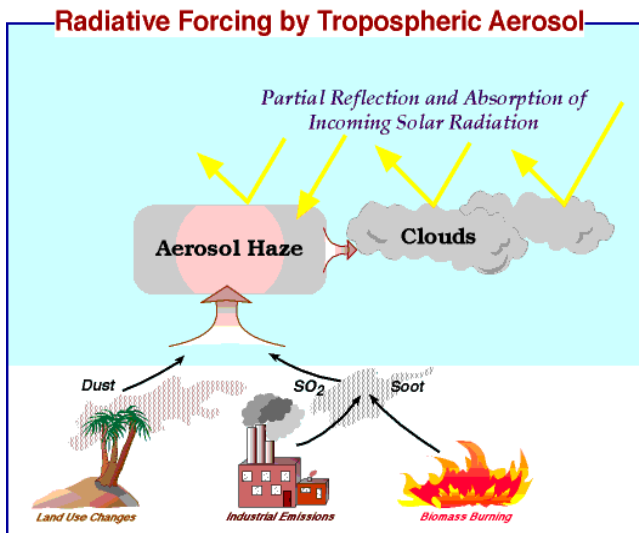 Radiative Forcing by Tropospheric Aerosol
Partial Reflection and Absorption of
Incoming Solar Radiation
Aerosol Haze
Clouds
Dust
SO2
Soot
Land Use Changes
Industrial Emissions
Biomass Burning